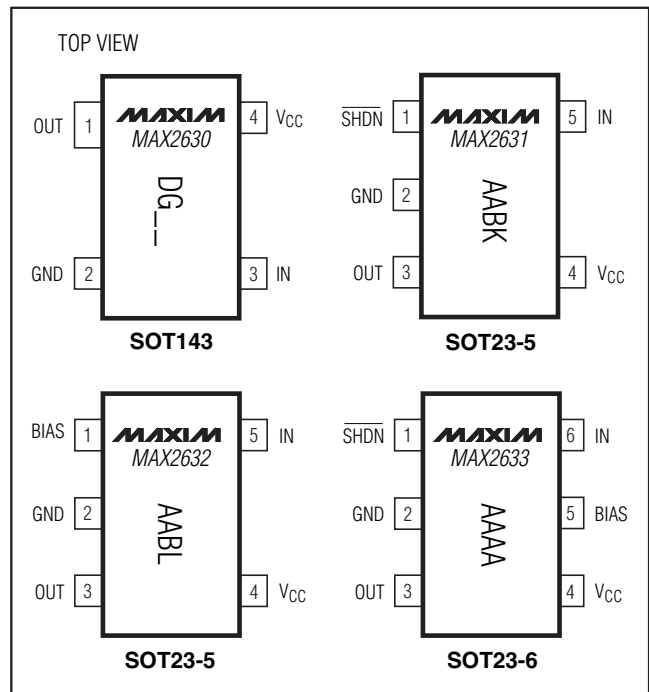 TOP VIEW
OUT 1 MAXIM 4 VCC
MAX2630
DG_ _
GND 2 3 IN
SOT143
SHDN 1 MAXIM 5 IN
MAX2631
GND 2
AABK
OUT 3 4 VCC
SOT23-5
BIAS 1 MAXIM 5 IN
MAX2632
GND 2
AABL
OUT 3 4 VCC
SOT23-5
SHDN 1 MAXIM 6 IN
MAX2633
GND 2 5 BIAS
AAAA
OUT 3 4 VCC
SOT23-6